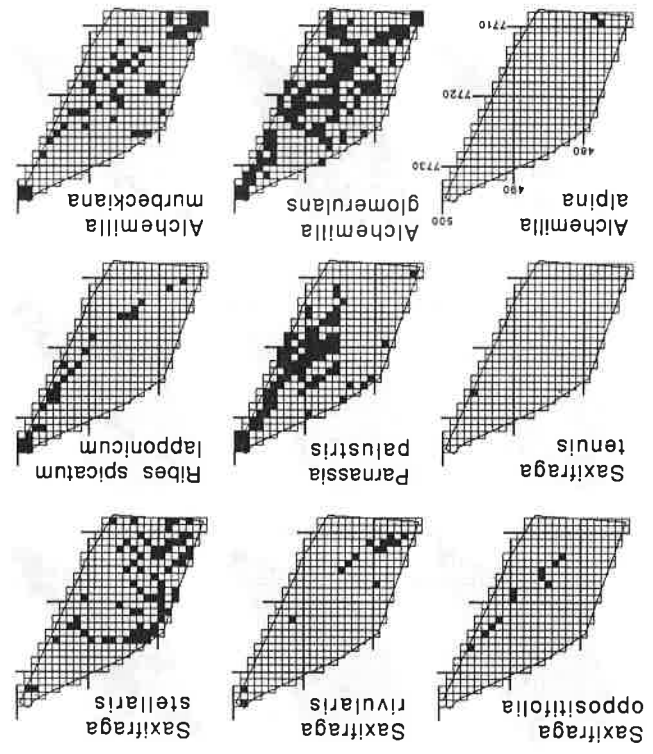 Saxifraga
oppositifolia
Saxifraga
rivularis
Saxifraga
stellaris
Saxifraga
tenuis
Parnassia
palustris
Ribes spicatum
lapponicum
Alchemilla
alpina
500
490
7730
480
7720
7710
Alchemilla
glomerulans
Alchemilla
murbeckiana